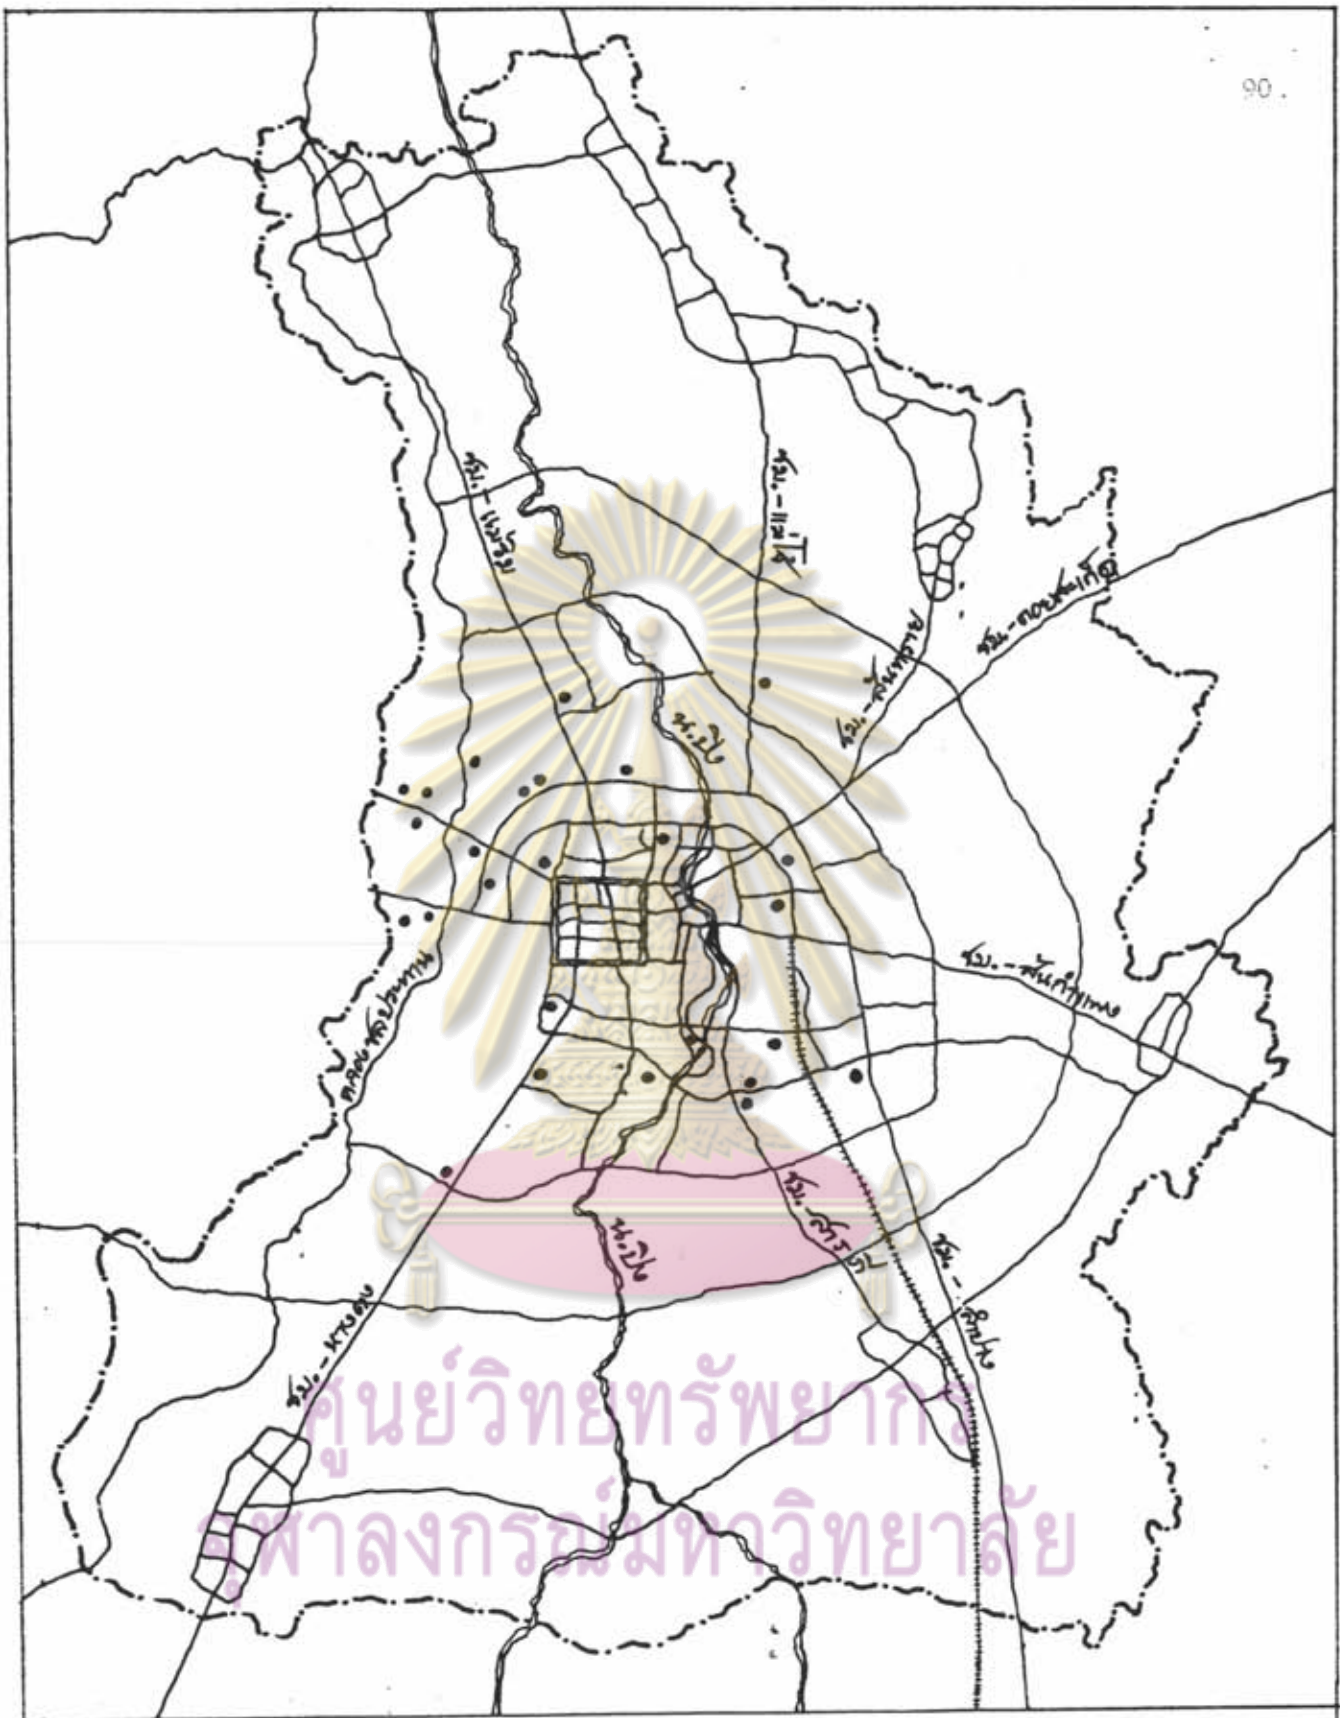 90
ชม.-แม่ริม
ชม.-แม่โจ้
ชม.-ดอยสะเก็ด
น.ปิง
ชม.-สันกำแพง
คลองชลประทาน
ชม.-สารภี
น.ปิง
ชม.-ลำปาง
ชม.-หางดง
ศูนย์วิทยทรัพยากร
จุฬาลงกรณ์มหาวิทยาลัย